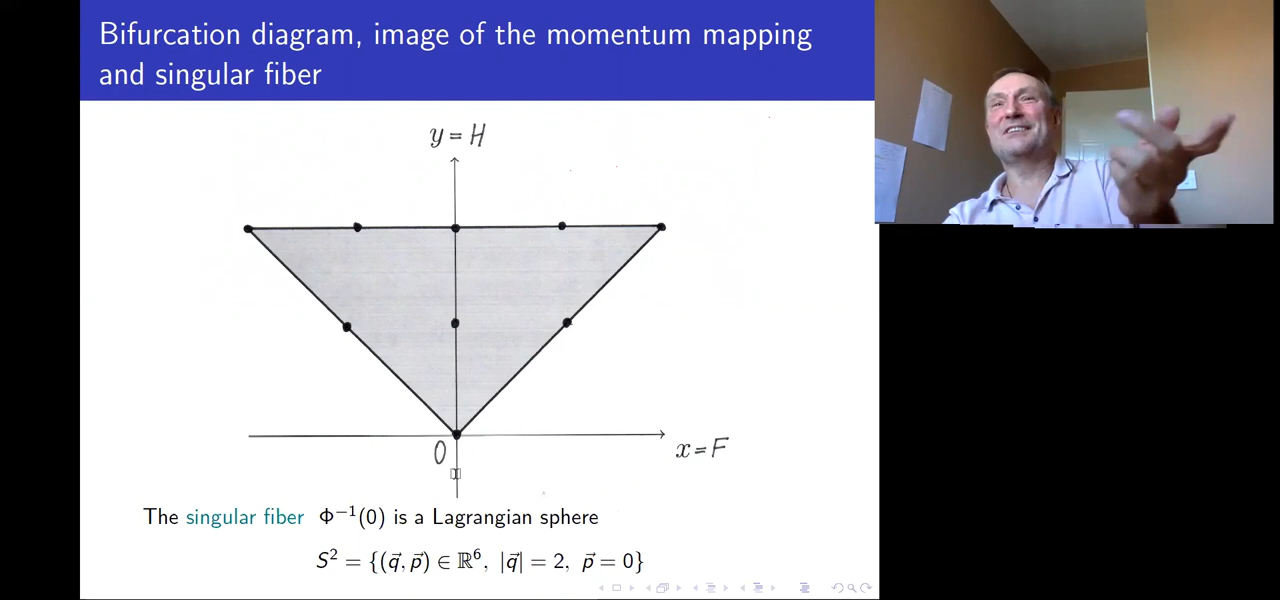 Bifurcation diagram, image of the momentum mapping
and singular fiber
y = H
0
x = F
The singular fiber Φ⁻¹(0) is a Lagrangian sphere
S² = {(q⃗, p⃗) ∈ ℝ⁶, |q⃗| = 2, p⃗ = 0}